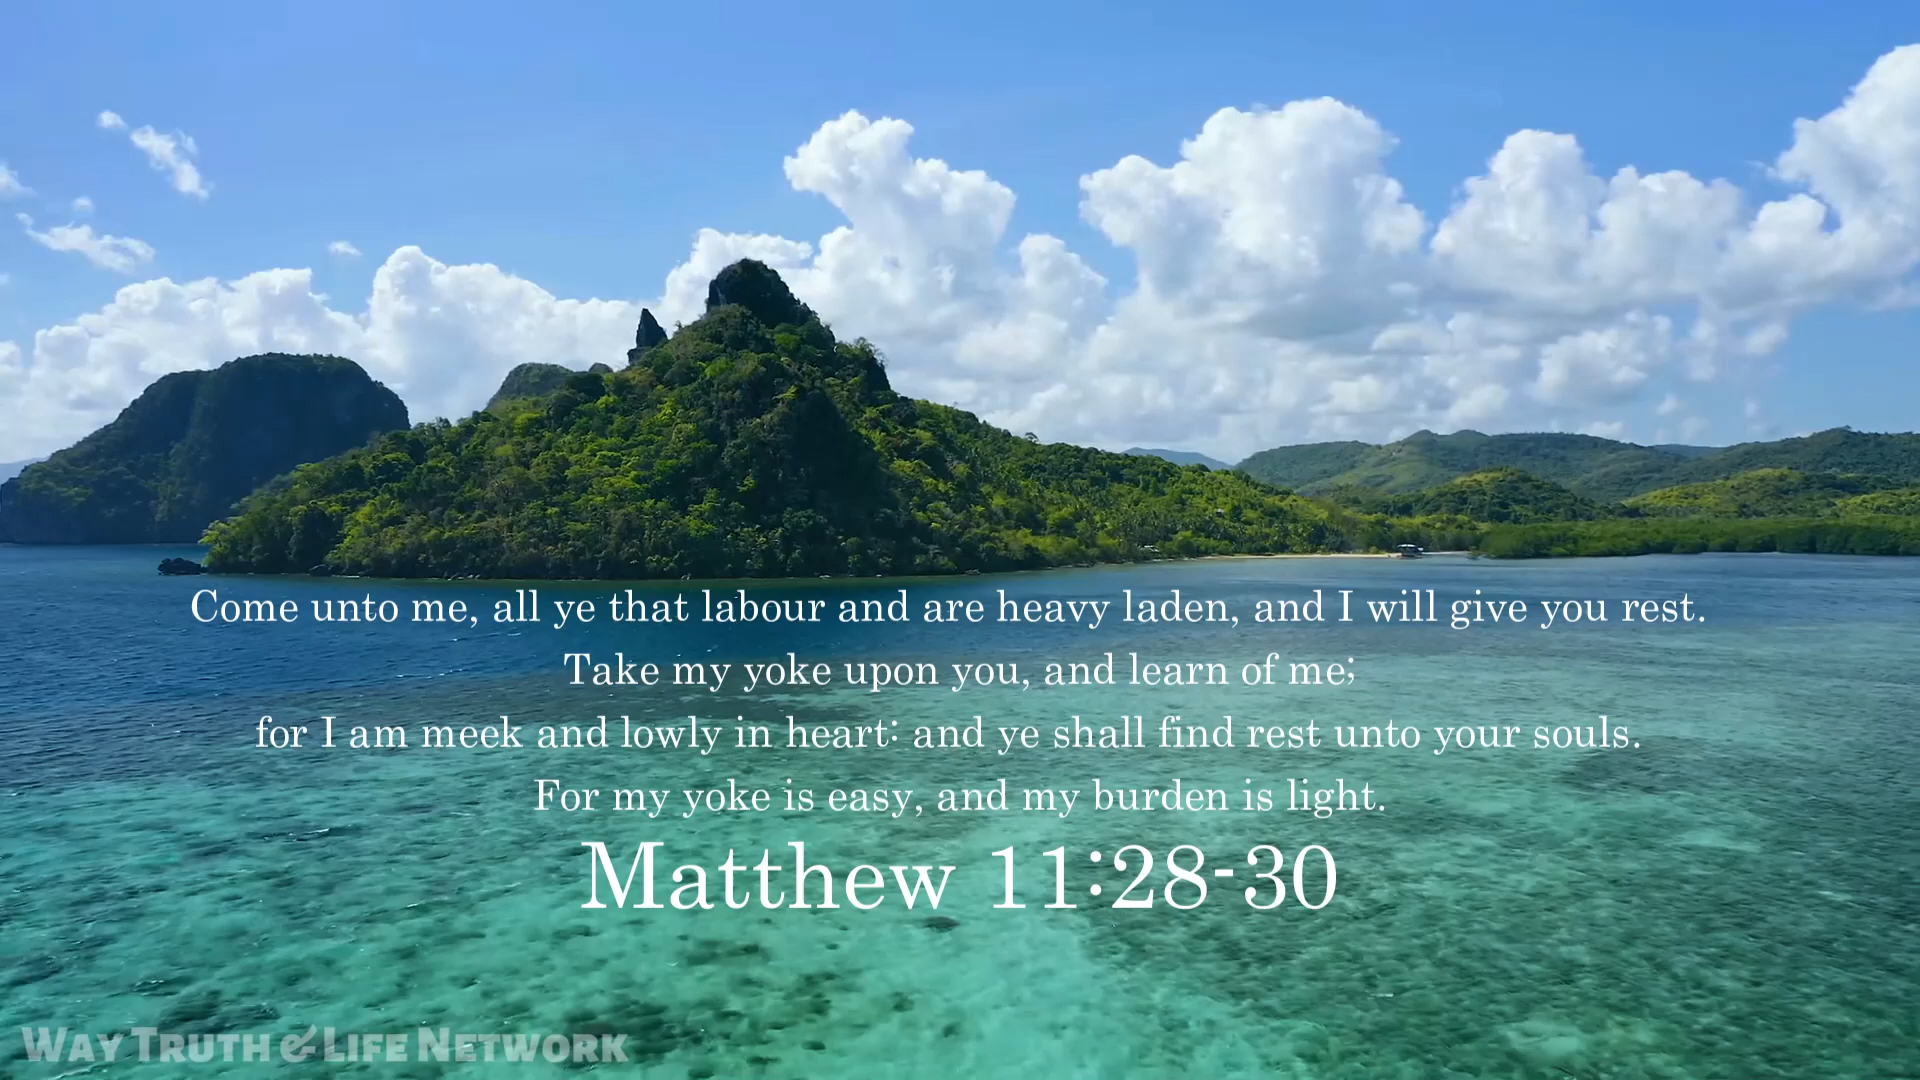 Come unto me, all ye that labour and are heavy laden, and I will give you rest.
Take my yoke upon you, and learn of me;
for I am meek and lowly in heart: and ye shall find rest unto your souls.
For my yoke is easy, and my burden is light.
Matthew 11:28-30
WAY TRUTH & LIFE NETWORK